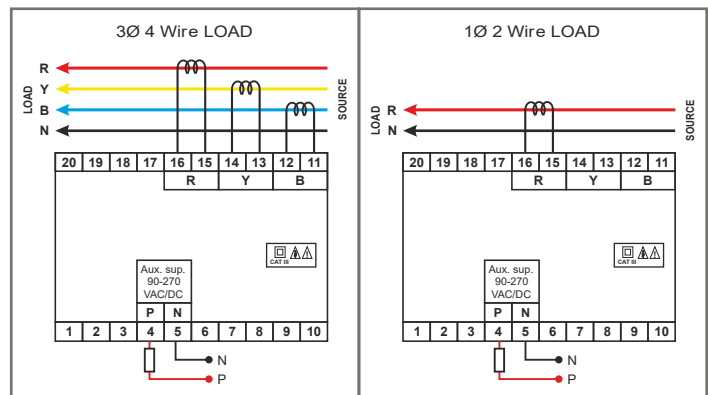 3Ø 4 Wire LOAD
R
Y
B
N
LOAD
SOURCE
20 19 18 17 16 15 14 13 12 11
R Y B
CAT III
Aux. sup.
90-270
VAC/DC
P N
1 2 3 4 5 6 7 8 9 10
N
P
1Ø 2 Wire LOAD
R
N
LOAD
SOURCE
20 19 18 17 16 15 14 13 12 11
R Y B
CAT III
Aux. sup.
90-270
VAC/DC
P N
1 2 3 4 5 6 7 8 9 10
N
P